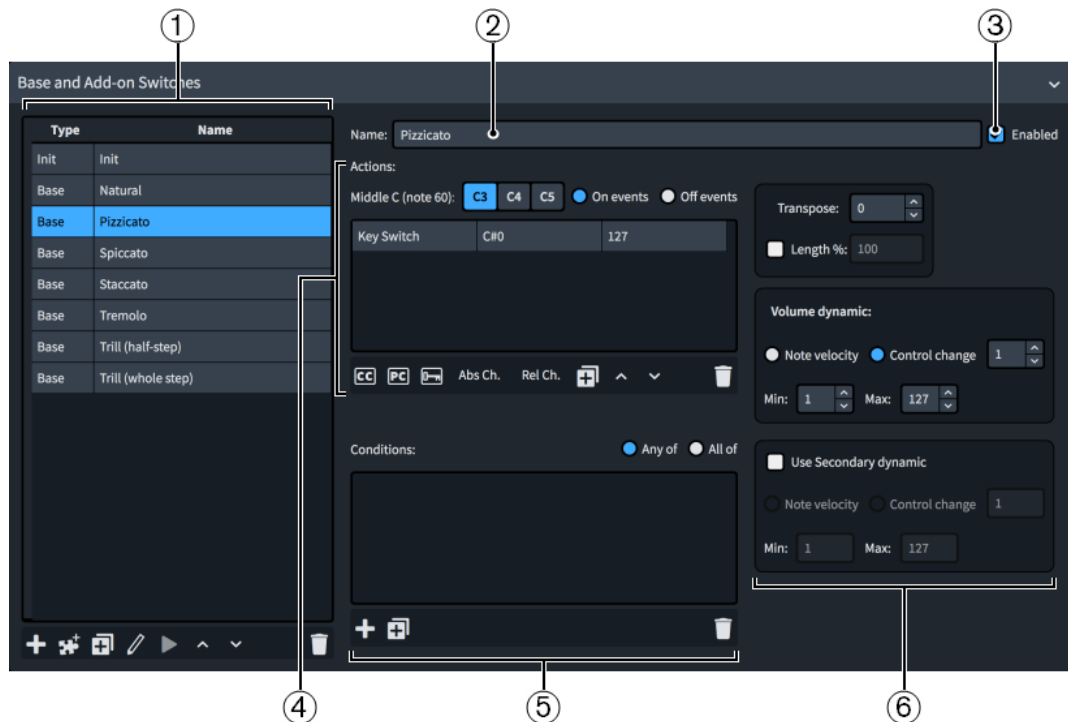 ① ② ③
Base and Add-on Switches
Type Name
Init Init
Base Natural
Base Pizzicato
Base Spiccato
Base Staccato
Base Tremolo
Base Trill (half-step)
Base Trill (whole step)
Name: Pizzicato Enabled
Actions:
Middle C (note 60): C3 C4 C5 On events Off events
Key Switch C#0 127
CC PC Abs Ch. Rel Ch.
Conditions: Any of All of
Transpose: 0
Length %: 100
Volume dynamic:
Note velocity Control change 1
Min: 1 Max: 127
Use Secondary dynamic
Note velocity Control change 1
Min: 1 Max: 127
④ ⑤ ⑥